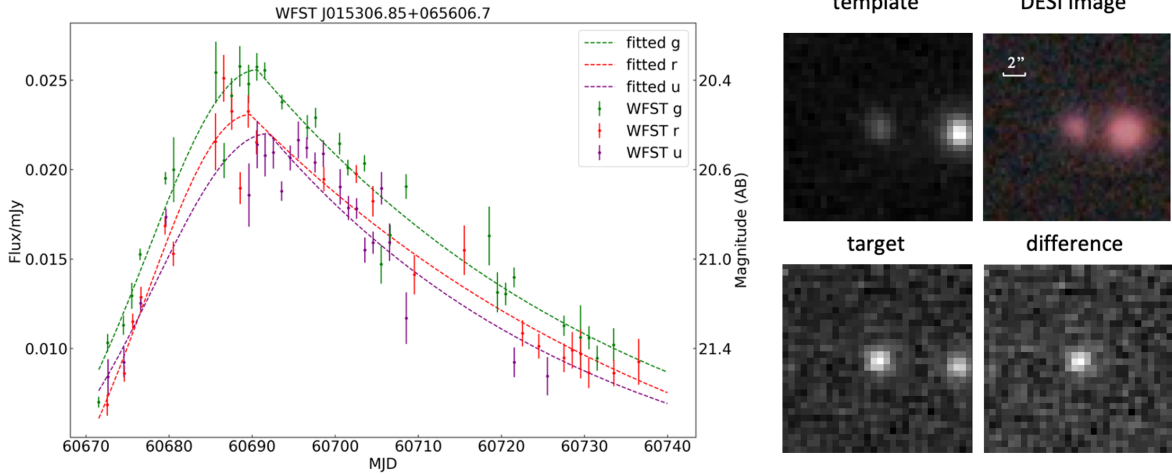 WFST J015306.85+065606.7
fitted g
fitted r
fitted u
WFST g
WFST r
WFST u
Flux/mJy
0.025
0.020
0.015
0.010
20.4
20.6
21.0
21.4
Magnitude (AB)
60670 60680 60690 60700 60710 60720 60730 60740
MJD
template
DESI image
2”
target
difference